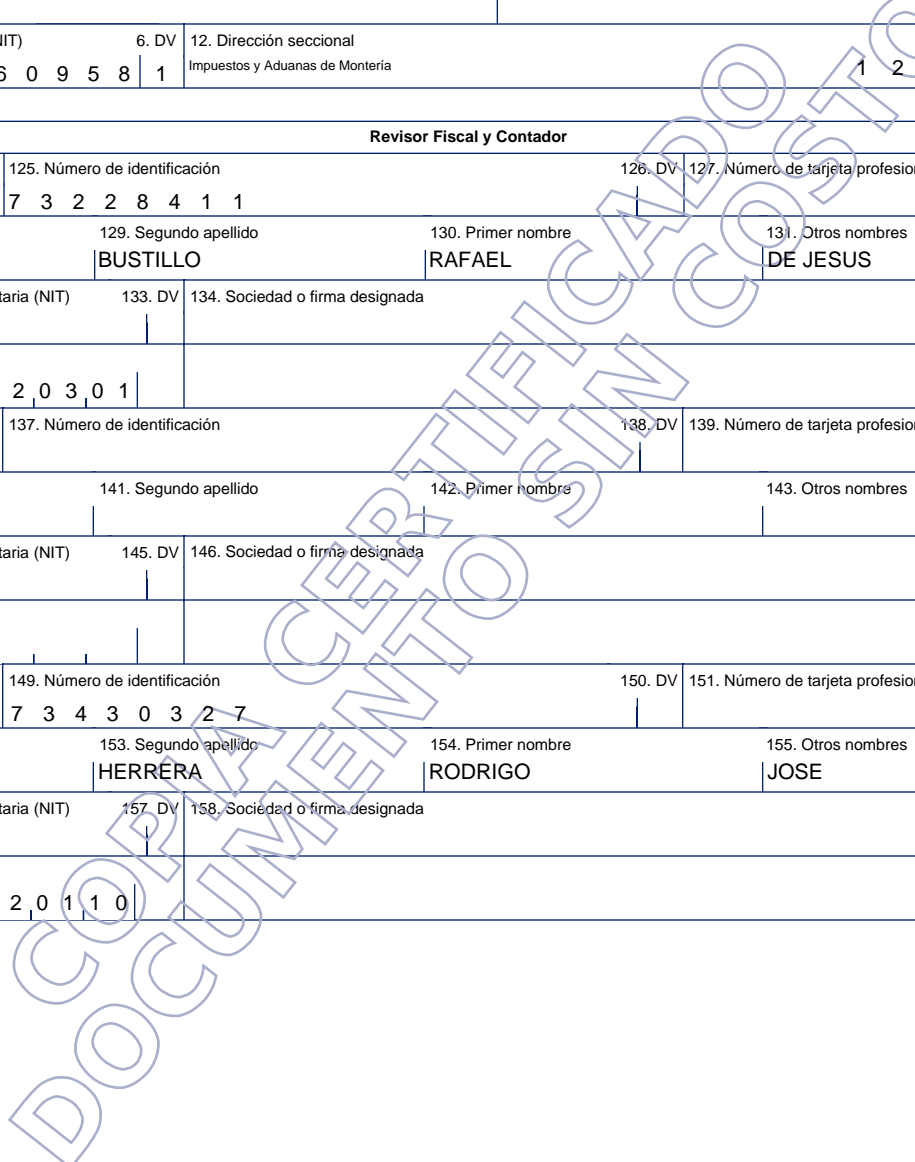 NIT) 6. DV 12. Dirección seccional
6 0 9 5 8 1 Impuestos y Aduanas de Montería 1 2
Revisor Fiscal y Contador
125. Número de identificación 126. DV 127. Número de tarjeta profesion
7 3 2 2 8 4 1 1
129. Segundo apellido 130. Primer nombre 131. Otros nombres
BUSTILLO RAFAEL DE JESUS
taria (NIT) 133. DV 134. Sociedad o firma designada
2 0 3 0 1
137. Número de identificación 138. DV 139. Número de tarjeta profesion
141. Segundo apellido 142. Primer nombre 143. Otros nombres
taria (NIT) 145. DV 146. Sociedad o firma designada
149. Número de identificación 150. DV 151. Número de tarjeta profesion
7 3 4 3 0 3 2 7
153. Segundo apellido 154. Primer nombre 155. Otros nombres
HERRERA RODRIGO JOSE
taria (NIT) 157. DV 158. Sociedad o firma designada
2 0 1 1 0
COPIA CERTIFICADO
DOCUMENTO SIN COSTO